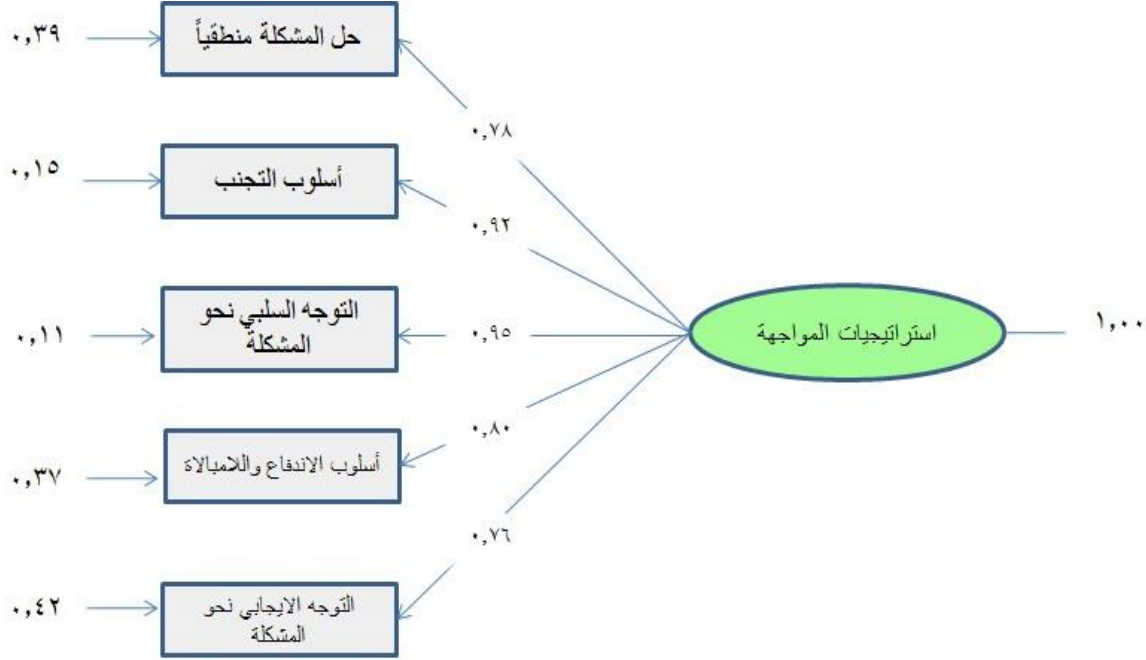 ٠,٣٩
حل المشكلة منطقياً
٠,٧٨
٠,١٥
أسلوب التجنب
٠,٩٢
٠,١١
التوجه السلبي نحو
المشكلة
٠,٩٥
استراتيجيات المواجهة
١,٠٠
٠,٣٧
أسلوب الاندفاع واللامبالاة
٠,٨٠
٠,٤٢
التوجه الايجابي نحو
المشكلة
٠,٧٦